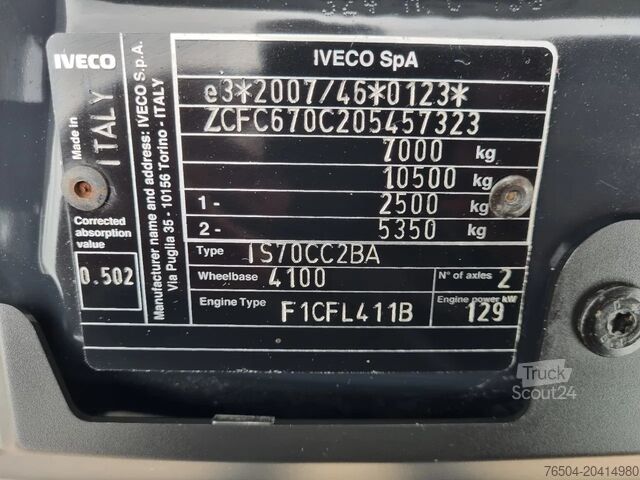 IVECO
Made in
ITALY
Corrected
absorption
value
0.502
Manufacturer name and address: IVECO S.p.A.
Via Puglia 35 - 10156 Torino - ITALY
IVECO SpA
e3*2007/46*0123*
ZCFC670C205457323
7000 kg
10500 kg
1- 2500 kg
2- 5350 kg
Type IS70CC2BA
Wheelbase 4100 N° of axles 2
Engine Type F1CFL411B Engine power kW 129
Truck
Scout24
76504-20414980